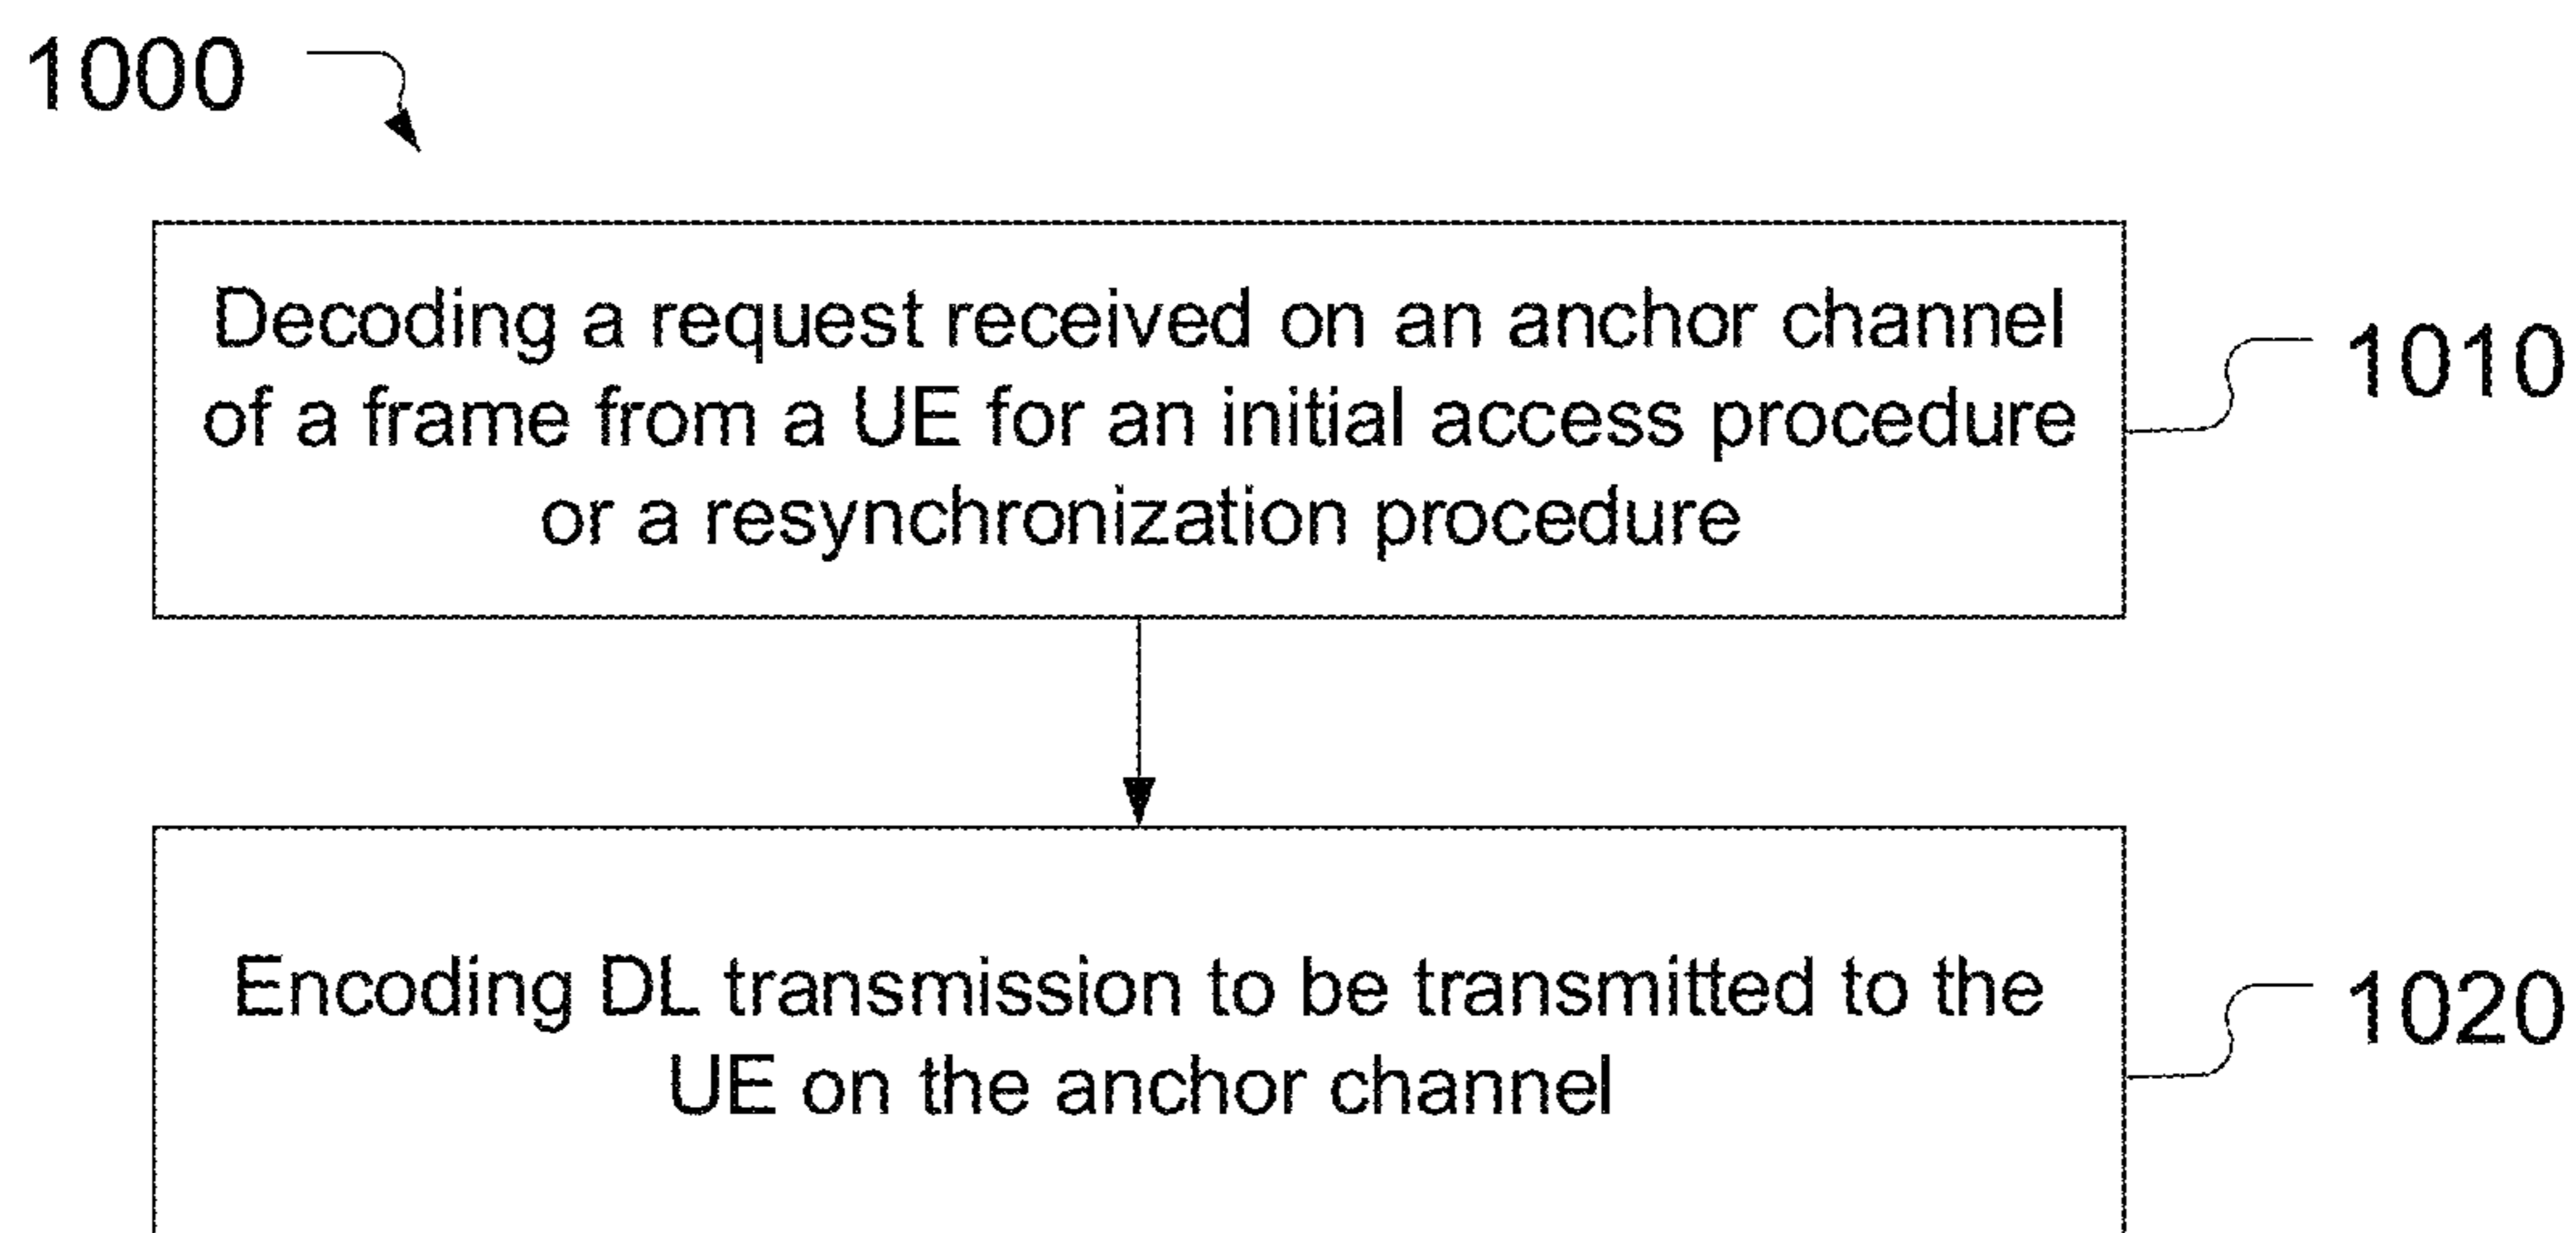 1000
Decoding a request received on an anchor channel
of a frame from a UE for an initial access procedure
or a resynchronization procedure
1010
Encoding DL transmission to be transmitted to the
UE on the anchor channel
1020